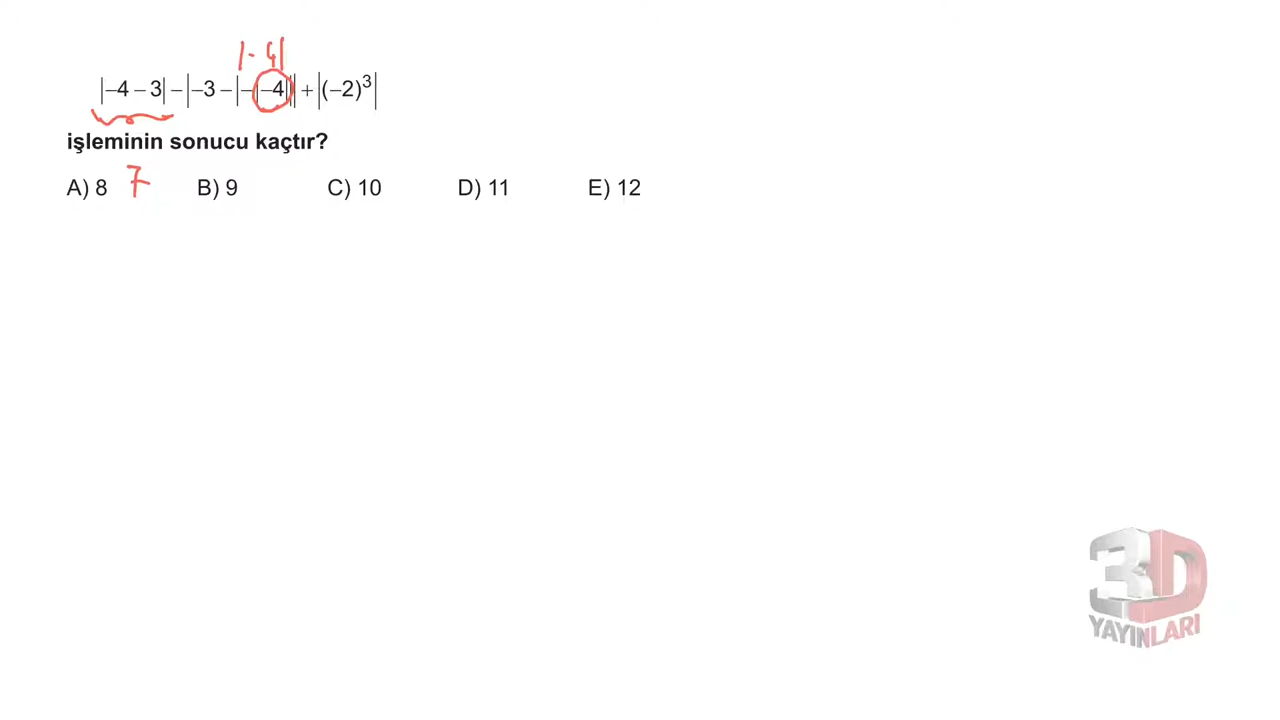 |-4|
|−4 − 3| − |−3 − |−|−4||| + |(−2)³|
işleminin sonucu kaçtır?
7
A) 8 B) 9 C) 10 D) 11 E) 12
3D
YAYINLARI